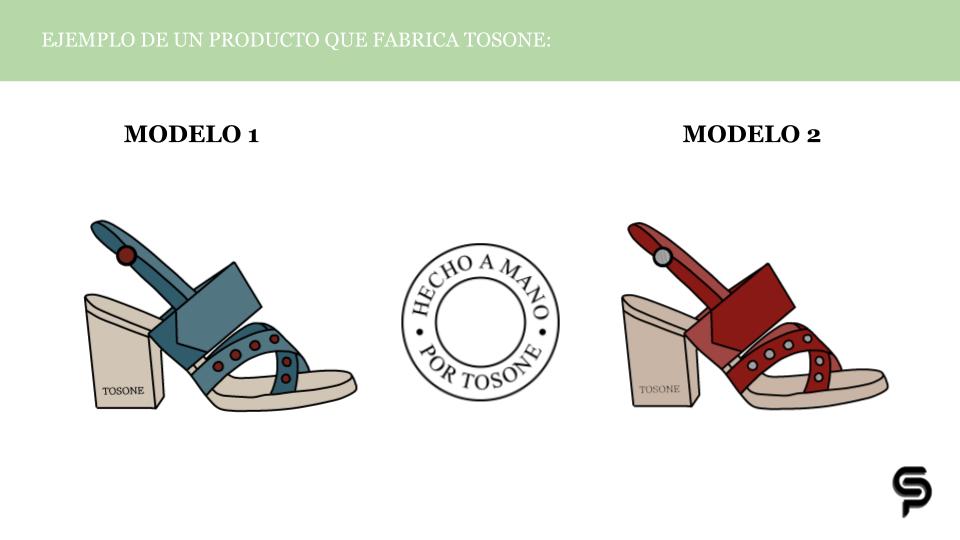 EJEMPLO DE UN PRODUCTO QUE FABRICA TOSONE:
MODELO 1
MODELO 2
HECHO A MANO
• POR TOSONE •
TOSONE
TOSONE